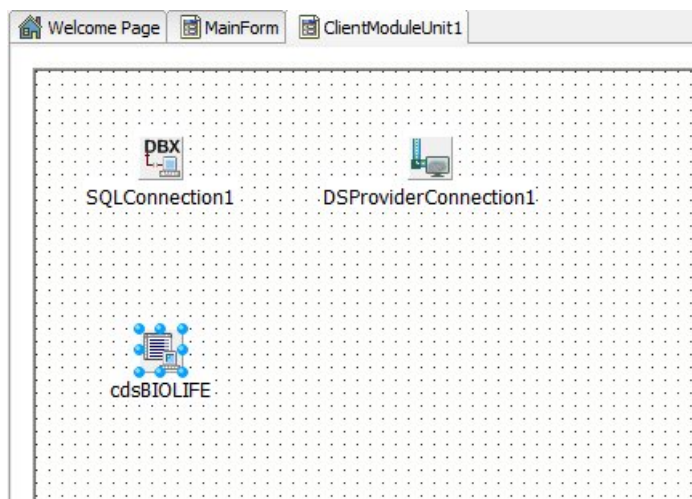 Welcome Page MainForm ClientModuleUnit1
DBX
SQLConnection1 DSProviderConnection1
cdsBIOLIFE